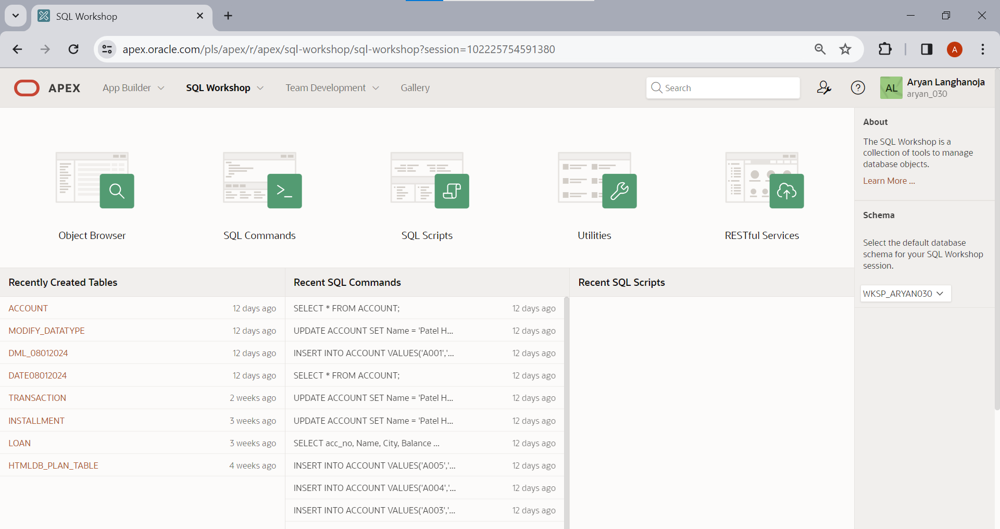 SQL Workshop
apex.oracle.com/pls/apex/r/apex/sql-workshop/sql-workshop?session=102225754591380
A
APEX
App Builder
SQL Workshop
Team Development
Gallery
Search
AL
Aryan Langhanoja
aryan_030
Object Browser
SQL Commands
SQL Scripts
Utilities
RESTful Services
About
The SQL Workshop is a
collection of tools to manage
database objects.
Learn More ...
Schema
Select the default database
schema for your SQL Workshop
session.
WKSP_ARYAN030
Recently Created Tables
ACCOUNT 12 days ago
MODIFY_DATATYPE 12 days ago
DML_08012024 12 days ago
DATE08012024 12 days ago
TRANSACTION 2 weeks ago
INSTALLMENT 3 weeks ago
LOAN 3 weeks ago
HTMLDB_PLAN_TABLE 4 weeks ago
Recent SQL Commands
SELECT * FROM ACCOUNT; 12 days ago
UPDATE ACCOUNT SET Name = 'Patel H... 12 days ago
INSERT INTO ACCOUNT VALUES('A001','... 12 days ago
SELECT * FROM ACCOUNT; 12 days ago
UPDATE ACCOUNT SET Name = 'Patel H... 12 days ago
UPDATE ACCOUNT SET Name = 'Patel H... 12 days ago
SELECT acc_no, Name, City, Balance ... 12 days ago
INSERT INTO ACCOUNT VALUES('A005','... 12 days ago
INSERT INTO ACCOUNT VALUES('A004','... 12 days ago
INSERT INTO ACCOUNT VALUES('A003','... 12 days ago
Recent SQL Scripts